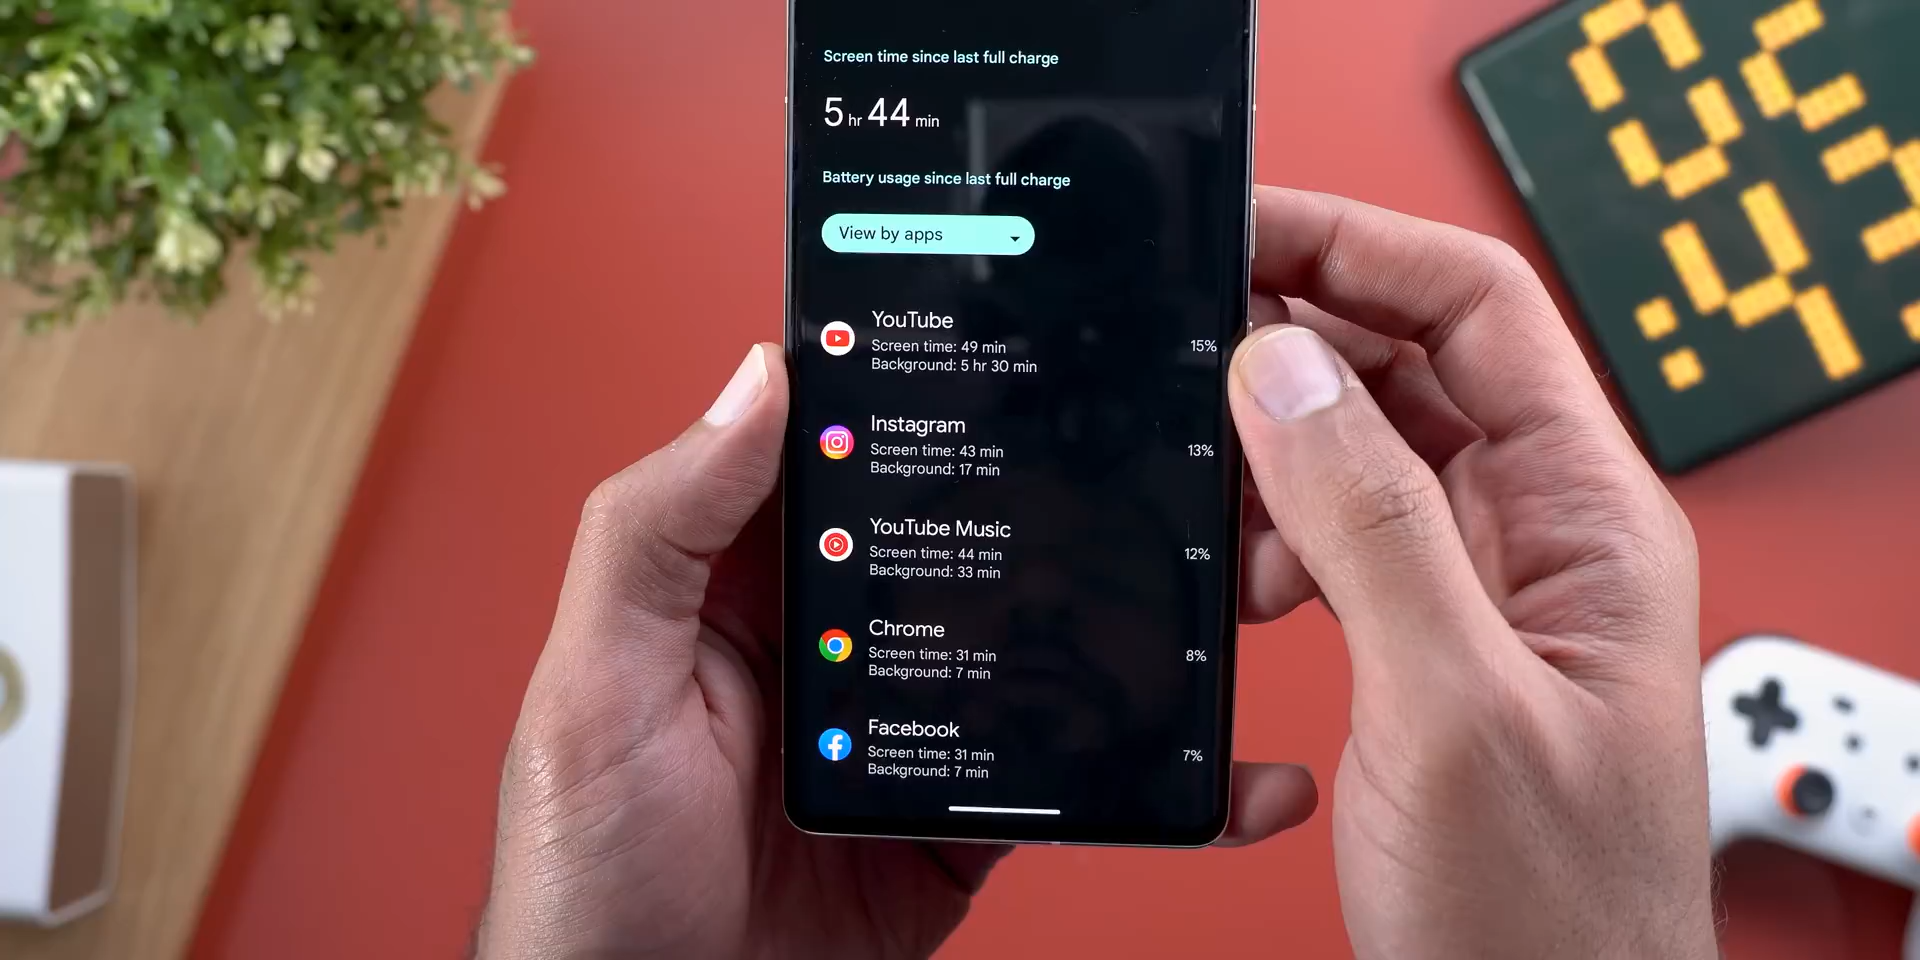 Screen time since last full charge
5 hr 44 min
Battery usage since last full charge
View by apps
YouTube
Screen time: 49 min
15%
Background: 5 hr 30 min
Instagram
Screen time: 43 min
13%
Background: 17 min
YouTube Music
Screen time: 44 min
12%
Background: 33 min
Chrome
Screen time: 31 min
8%
Background: 7 min
Facebook
Screen time: 31 min
7%
Background: 7 min